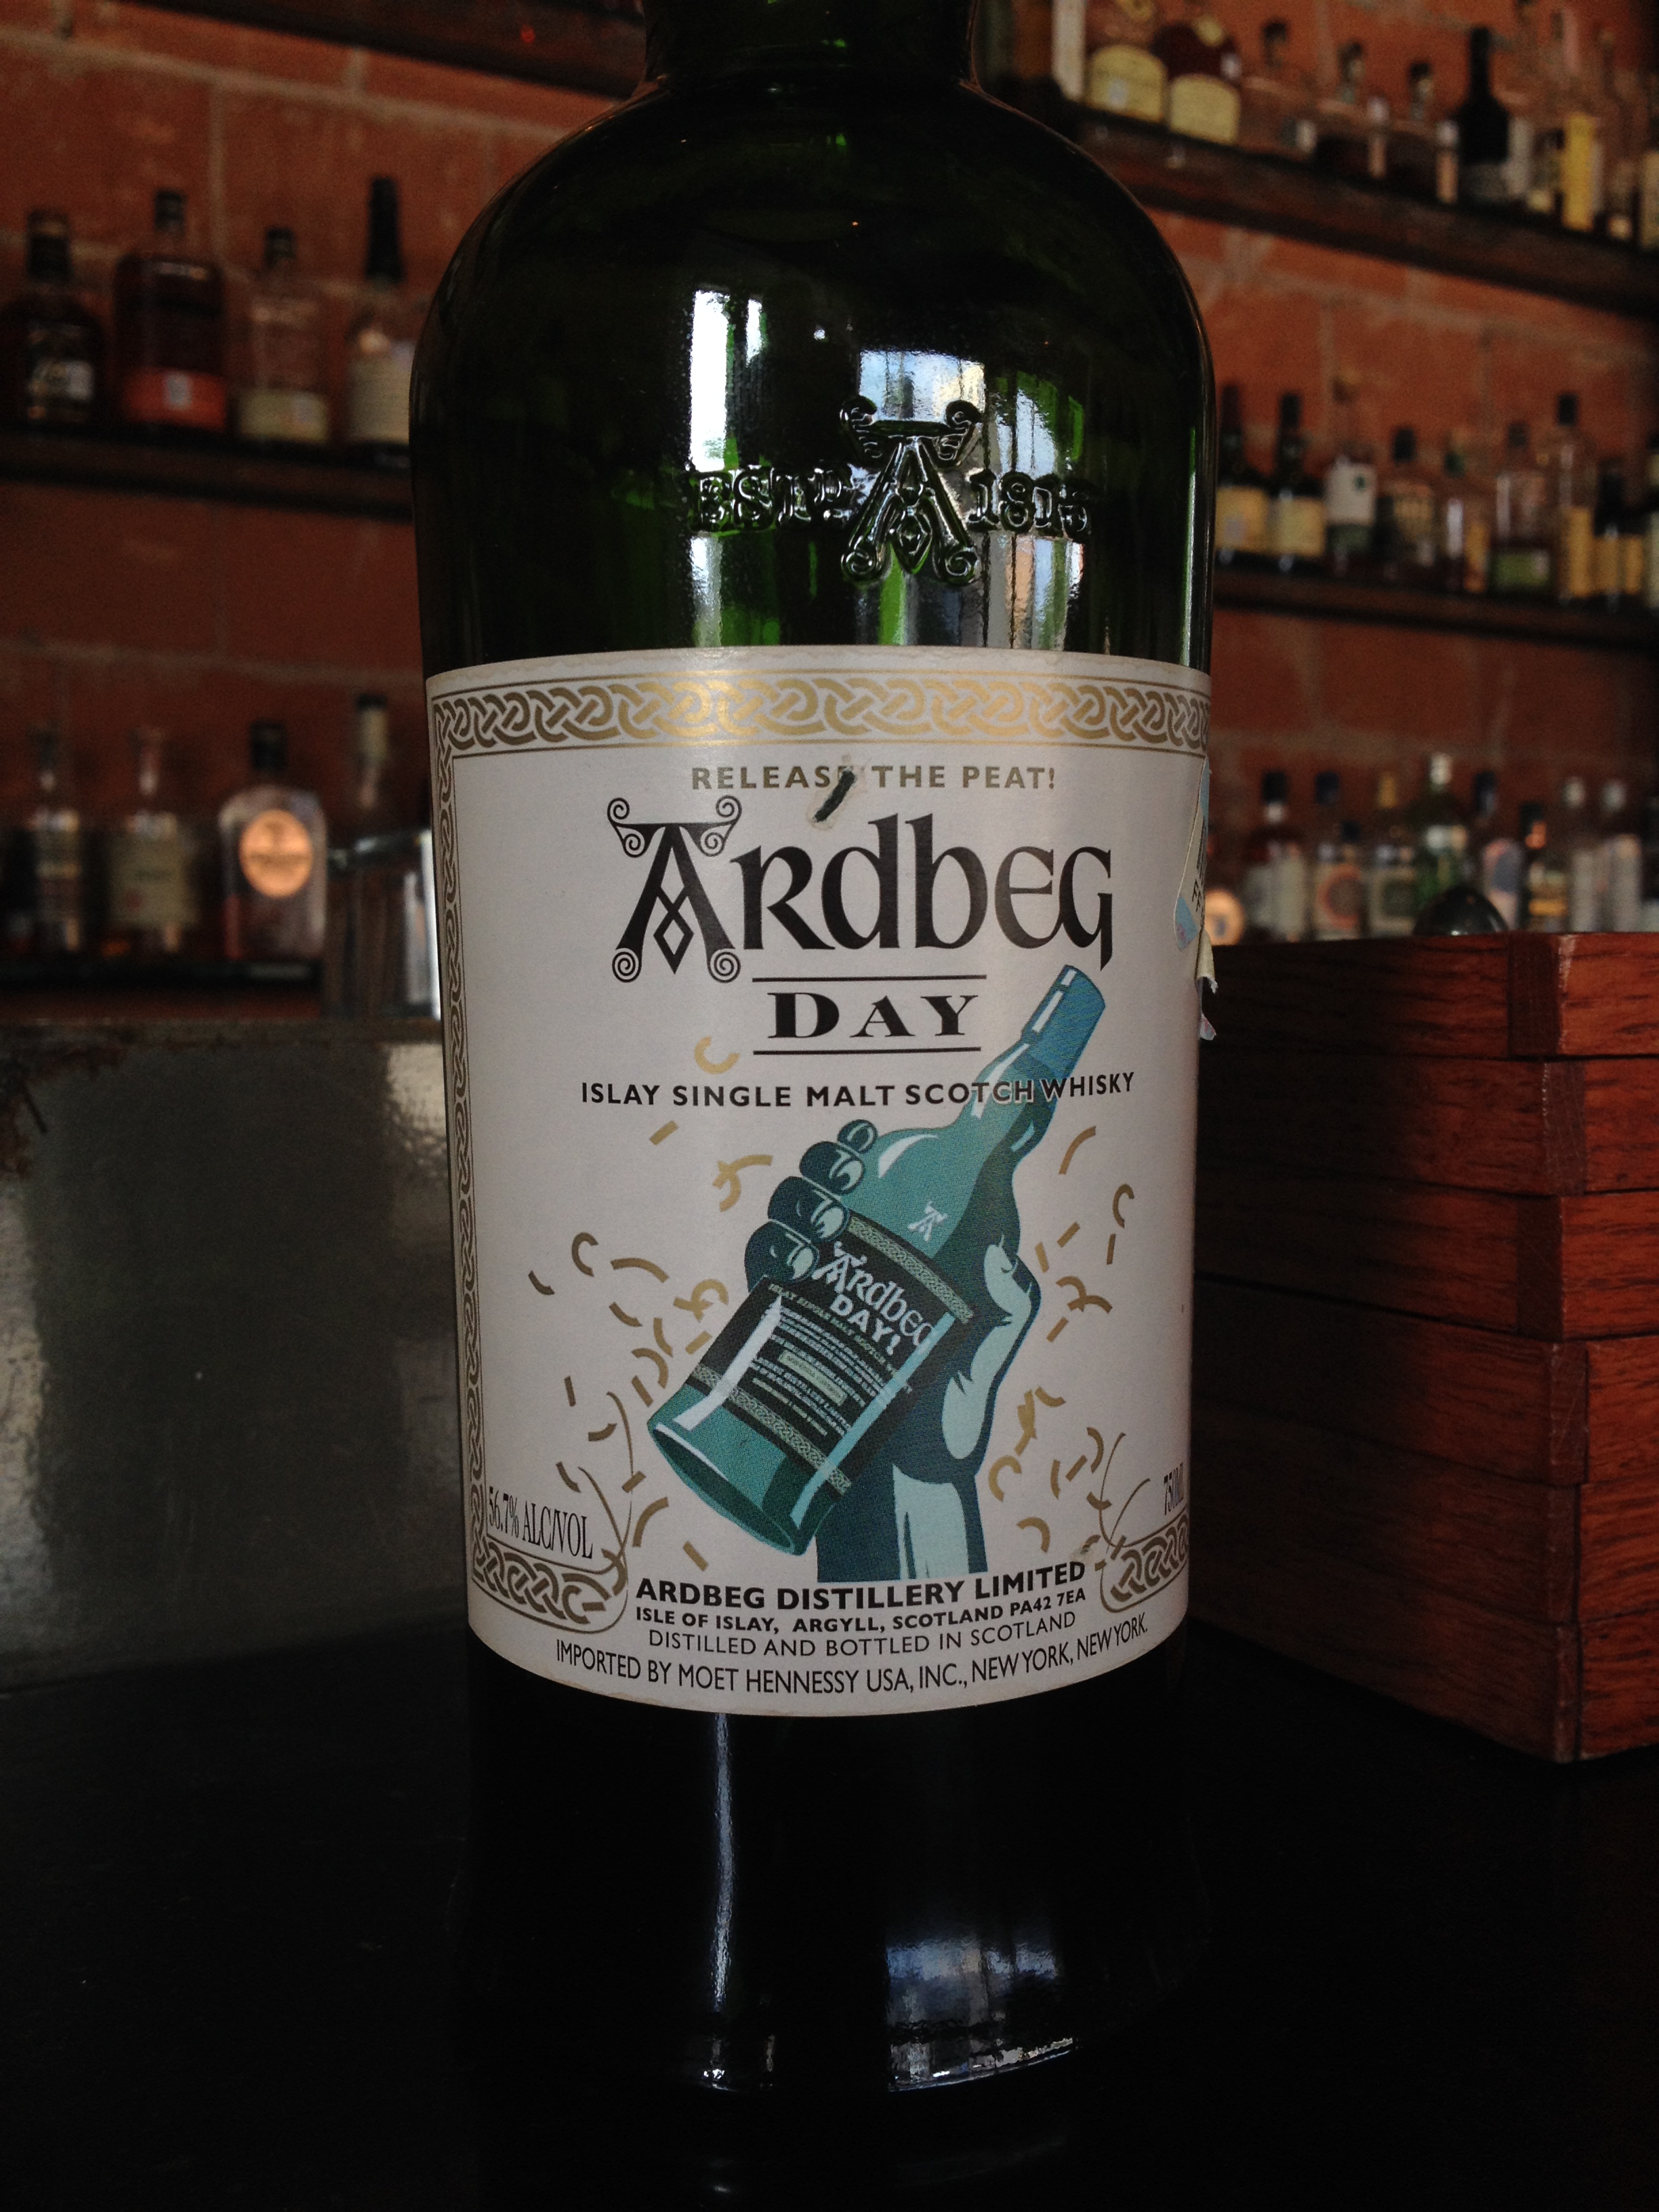 ESTD A 1815
RELEASE THE PEAT!
ARDBEG
DAY
ISLAY SINGLE MALT SCOTCH WHISKY
ARDBEG
DAY!
56.7% ALC/VOL
750ML
ARDBEG DISTILLERY LIMITED
ISLE OF ISLAY, ARGYLL, SCOTLAND PA42 7EA
DISTILLED AND BOTTLED IN SCOTLAND
IMPORTED BY MOET HENNESSY USA, INC., NEW YORK, NEW YORK.